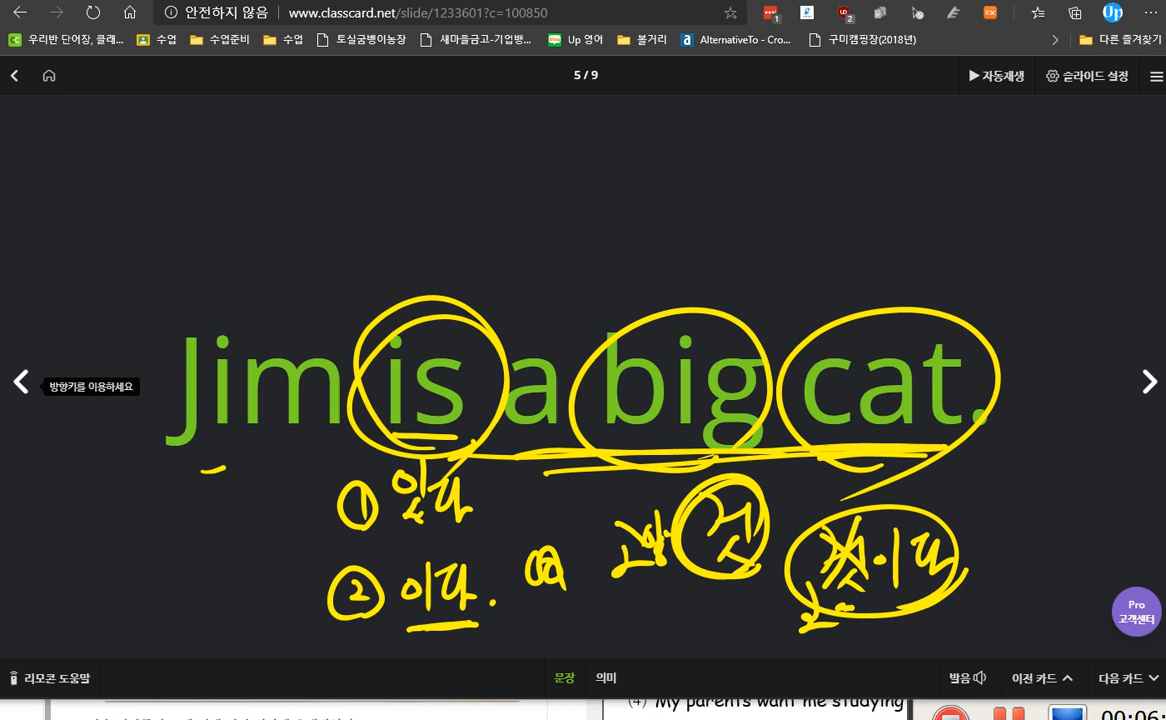 안전하지 않음 www.classcard.net/slide/1233601?c=100850
우리반 단어장, 클래... 수업 수업준비 수업 토실궁벵이농장 새마을금고-기업뱅... Up 영어 볼거리 AlternativeTo - Cro... 구미캠핑장(2018년) 다른 즐겨찾기
5 / 9 자동재생 슬라이드 설정
방향키를 이용하세요
Jim is a big cat.
① 있다
② 이다.
것
이다
Pro
고객센터
리모콘 도움말 문장 의미 발음 이전 카드 다음 카드
(4) My parents want me studying
00:06